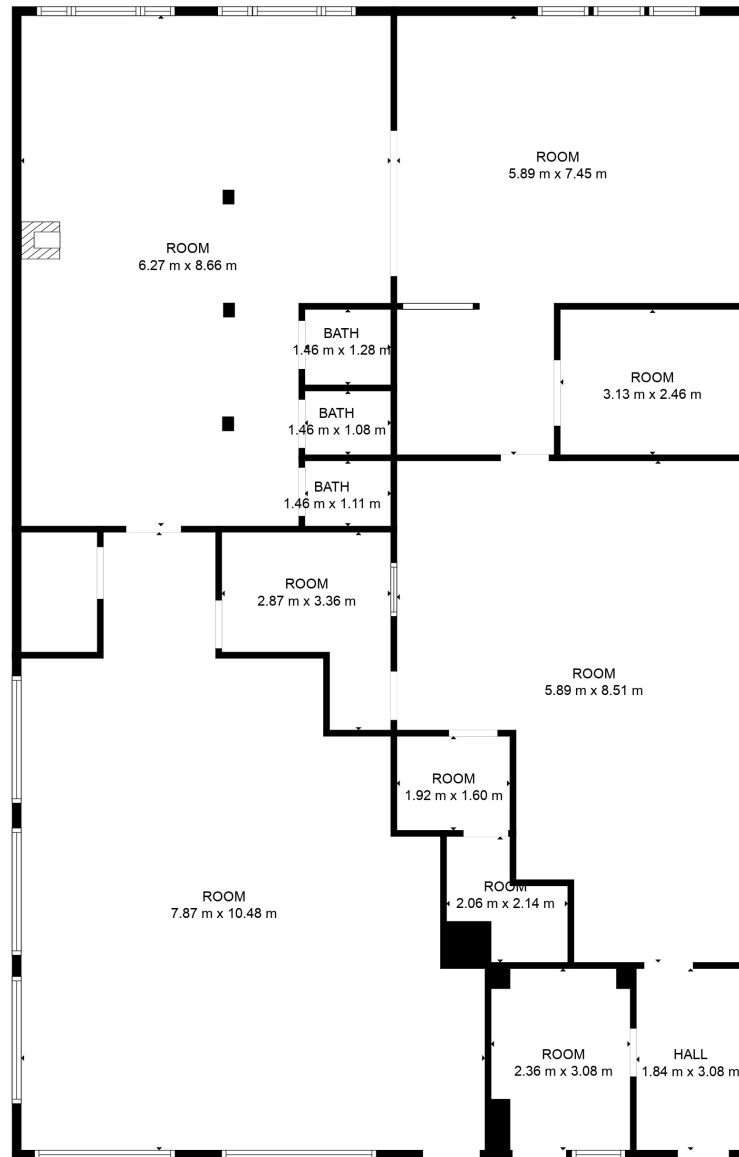 ROOM
5.89 m x 7.45 m
ROOM
6.27 m x 8.66 m
BATH
1.46 m x 1.28 m
ROOM
3.13 m x 2.46 m
BATH
1.46 m x 1.08 m
BATH
1.46 m x 1.11 m
ROOM
2.87 m x 3.36 m
ROOM
5.89 m x 8.51 m
ROOM
1.92 m x 1.60 m
ROOM
2.06 m x 2.14 m
ROOM
7.87 m x 10.48 m
ROOM
2.36 m x 3.08 m
HALL
1.84 m x 3.08 m